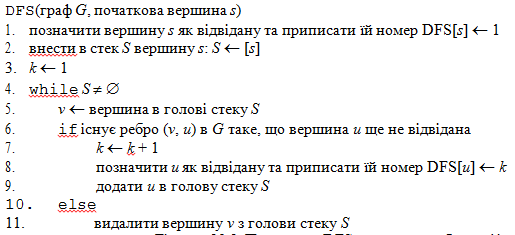 DFS(граф G, початкова вершина s)
1. позначити вершину s як відвідану та приписати їй номер DFS[s] ← 1
2. внести в стек S вершину s: S ← [s]
3. k ← 1
4. while S ≠ ∅
5. v ← вершина в голові стеку S
6. if існує ребро (v, u) в G таке, що вершина u ще не відвідана
7. k ← k + 1
8. позначити u як відвідану та приписати їй номер DFS[u] ← k
9. додати u в голову стеку S
10. else
11. видалити вершину v з голови стеку S